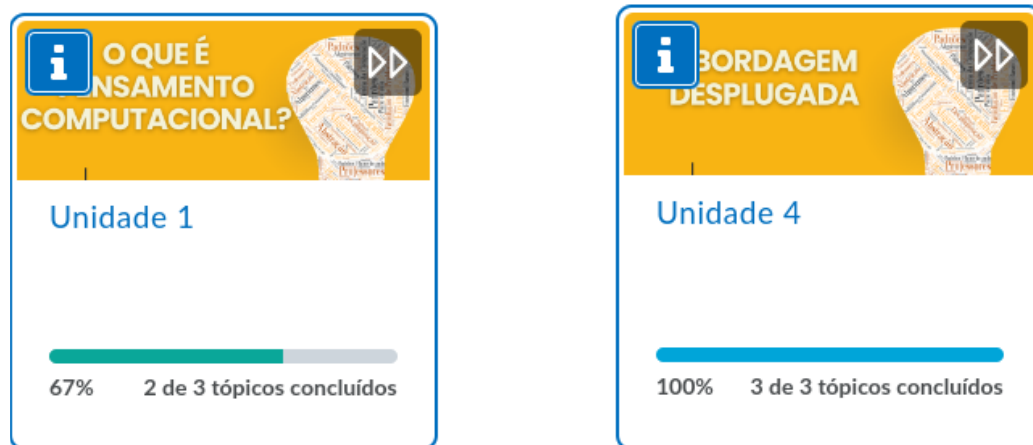 O QUE É
PENSAMENTO
COMPUTACIONAL?
Unidade 1
67% 2 de 3 tópicos concluídos
BORDAGEM
DESPLUGADA
Unidade 4
100% 3 de 3 tópicos concluídos